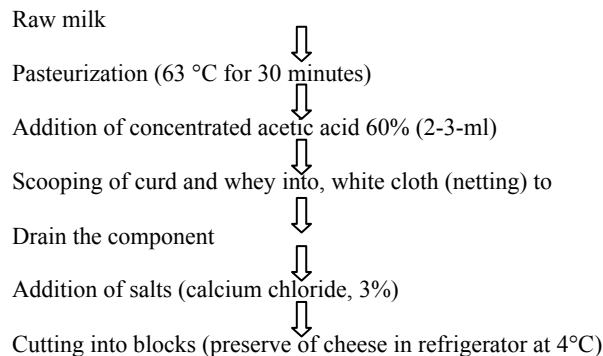 Raw milk
Pasteurization (63 °C for 30 minutes)
Addition of concentrated acetic acid 60% (2-3-ml)
Scooping of curd and whey into, white cloth (netting) to
Drain the component
Addition of salts (calcium chloride, 3%)
Cutting into blocks (preserve of cheese in refrigerator at 4°C)